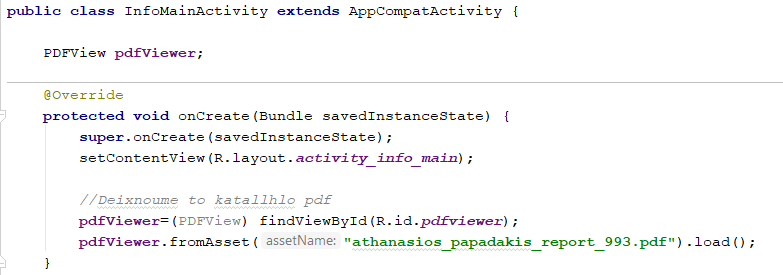 public class InfoMainActivity extends AppCompatActivity {
PDFView pdfViewer;
@Override
protected void onCreate(Bundle savedInstanceState) {
super.onCreate(savedInstanceState);
setContentView(R.layout.activity_info_main);
//Deixnoume to katallhlo pdf
pdfViewer=(PDFView) findViewById(R.id.pdfviewer);
pdfViewer.fromAsset( assetName: "athanasios_papadakis_report_993.pdf").load();
}